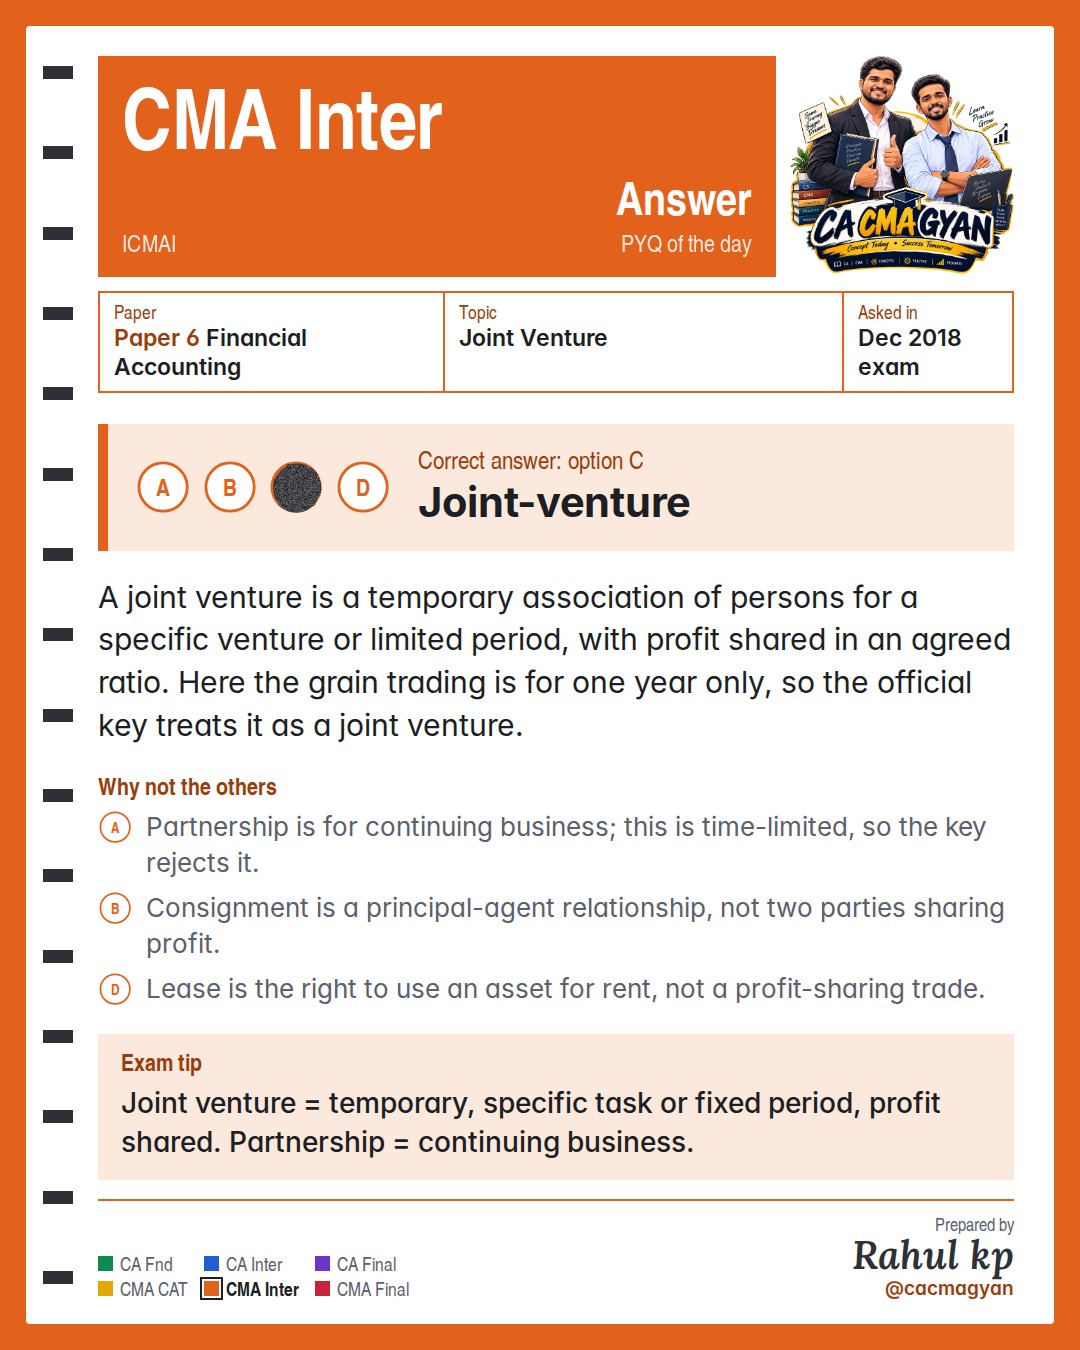 CMA Inter
Answer
ICMAI
PYQ of the day
Learn
Practice
Grow
CA CMA GYAN
Concept Today • Success Tomorrow
Paper
Paper 6 Financial
Accounting
Topic
Joint Venture
Asked in
Dec 2018
exam
A B D
Correct answer: option C
Joint-venture
A joint venture is a temporary association of persons for a
specific venture or limited period, with profit shared in an agreed
ratio. Here the grain trading is for one year only, so the official
key treats it as a joint venture.
Why not the others
A Partnership is for continuing business; this is time-limited, so the key
rejects it.
B Consignment is a principal-agent relationship, not two parties sharing
profit.
D Lease is the right to use an asset for rent, not a profit-sharing trade.
Exam tip
Joint venture = temporary, specific task or fixed period, profit
shared. Partnership = continuing business.
CA Fnd CA Inter CA Final
CMA CAT CMA Inter CMA Final
Prepared by
Rahul kp
@cacmagyan